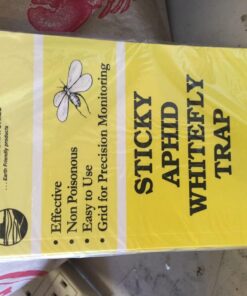 STICKY
APHID
WHITEFLY
TRAP
• Effective
• Non Poisonous
• Easy to Use
• Grid for Precision Monitoring
. . . Earth Friendly products